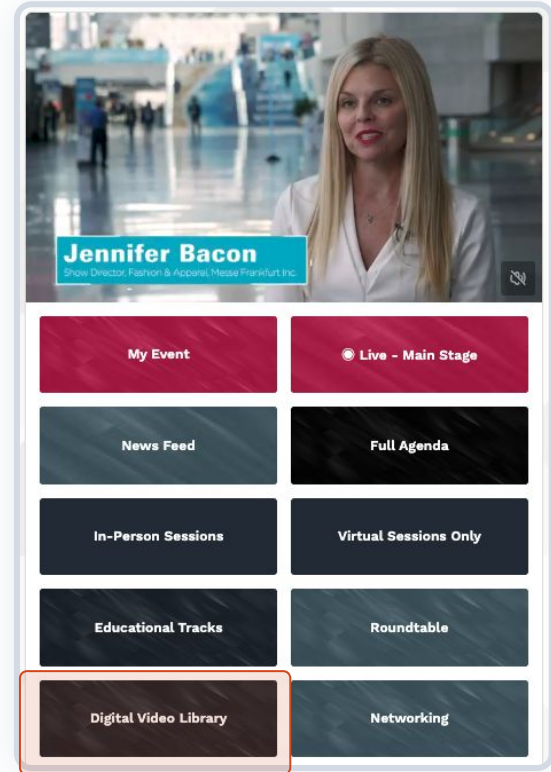 Jennifer Bacon
Show Director, Fashion & Apparel, Messe Frankfurt Inc.
My Event
Live - Main Stage
News Feed
Full Agenda
In-Person Sessions
Virtual Sessions Only
Educational Tracks
Roundtable
Digital Video Library
Networking